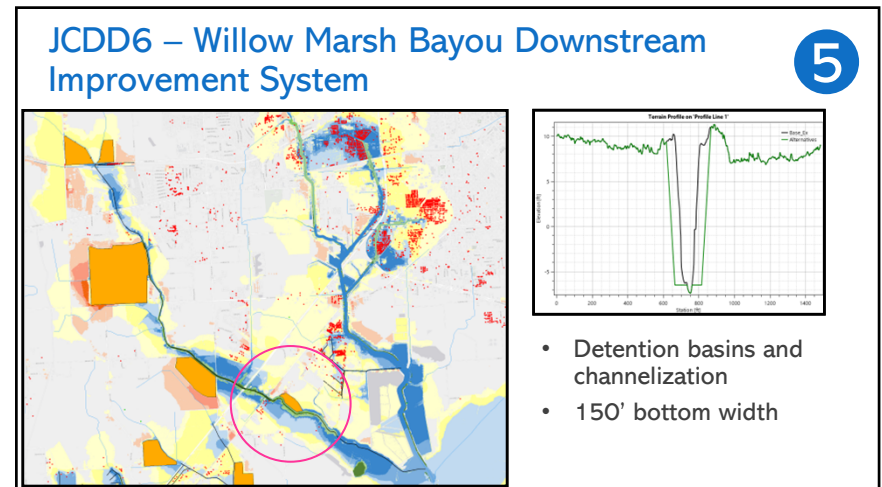 JCDD6 – Willow Marsh Bayou Downstream
Improvement System
5
Terrain Profile on 'Profile Line 1'
Base_Ex
Alternatives
Elevation (ft)
10
5
0
-5
0 200 400 600 800 1000 1200 1400
Station (ft)
• Detention basins and
channelization
• 150' bottom width